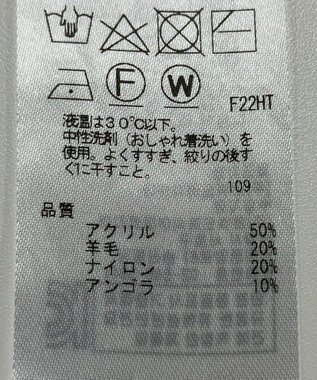 F W F22HT
液温は30℃以下。
中性洗剤（おしゃれ着洗い）を
使用。よくすすぎ、絞りの後す
ぐに干すこと。
109
品質
アクリル 50%
羊毛 20%
ナイロン 20%
アンゴラ 10%